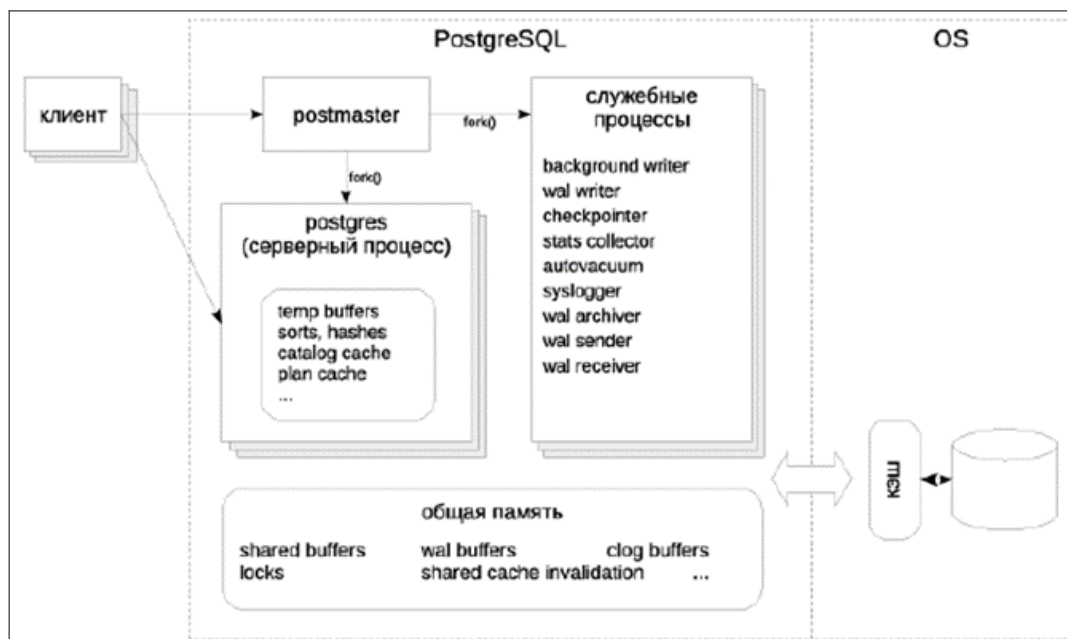 PostgreSQL
OS
клиент
postmaster
fork()
fork()
служебные
процессы
background writer
wal writer
checkpointer
stats collector
autovacuum
syslogger
wal archiver
wal sender
wal receiver
postgres
(серверный процесс)
temp buffers
sorts, hashes
catalog cache
plan cache
...
кэш
общая память
shared buffers wal buffers clog buffers
locks shared cache invalidation ...